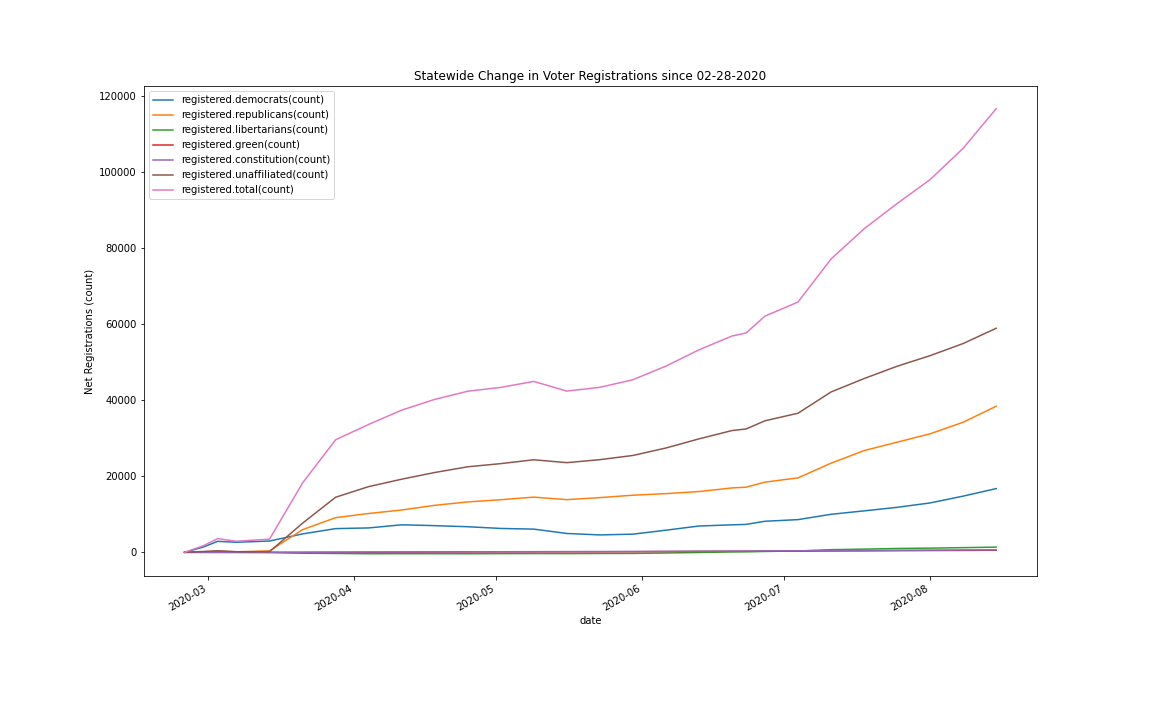 Statewide Change in Voter Registrations since 02-28-2020
120000
100000
80000
60000
40000
20000
0
Net Registrations (count)
registered.democrats(count)
registered.republicans(count)
registered.libertarians(count)
registered.green(count)
registered.constitution(count)
registered.unaffiliated(count)
registered.total(count)
2020-03
2020-04
2020-05
2020-06
2020-07
2020-08
date